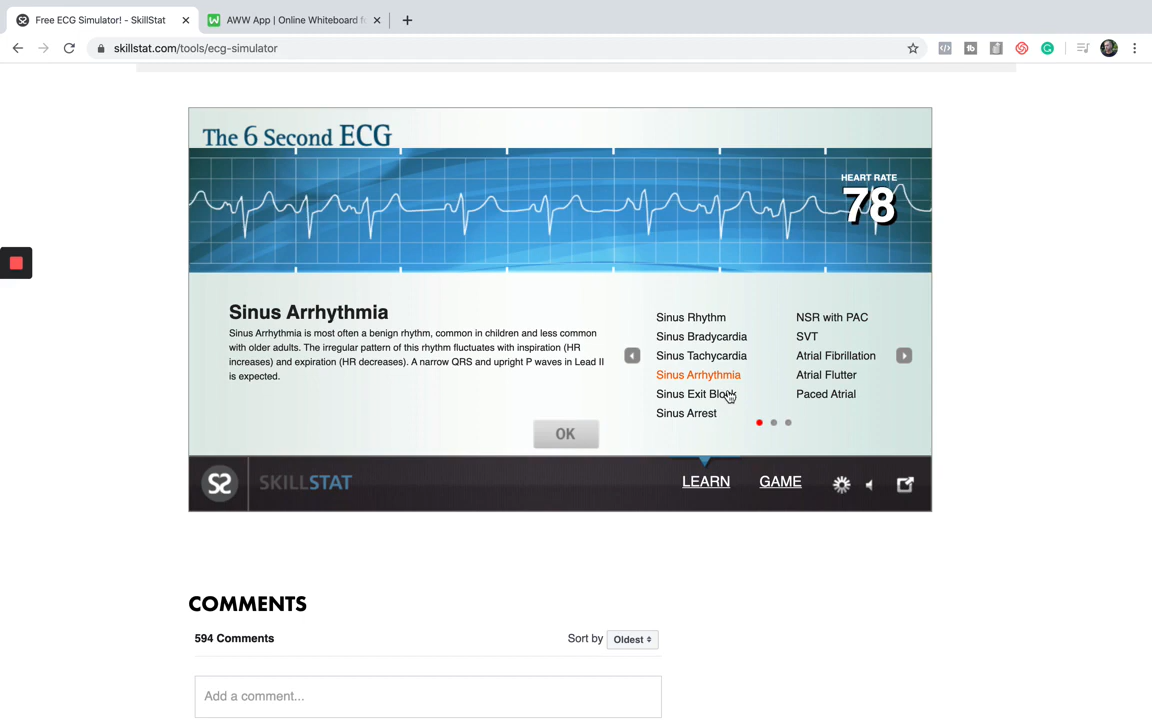 Free ECG Simulator! - SkillStat
AWW App | Online Whiteboard f
skillstat.com/tools/ecg-simulator
The 6 Second ECG
HEART RATE
78
Sinus Arrhythmia
Sinus Arrhythmia is most often a benign rhythm, common in children and less common
with older adults. The irregular pattern of this rhythm fluctuates with inspiration (HR
increases) and expiration (HR decreases). A narrow QRS and upright P waves in Lead II
is expected.
OK
Sinus Rhythm
Sinus Bradycardia
Sinus Tachycardia
Sinus Arrhythmia
Sinus Exit Block
Sinus Arrest
NSR with PAC
SVT
Atrial Fibrillation
Atrial Flutter
Paced Atrial
SKILLSTAT
LEARN
GAME
COMMENTS
594 Comments
Sort by Oldest
Add a comment...